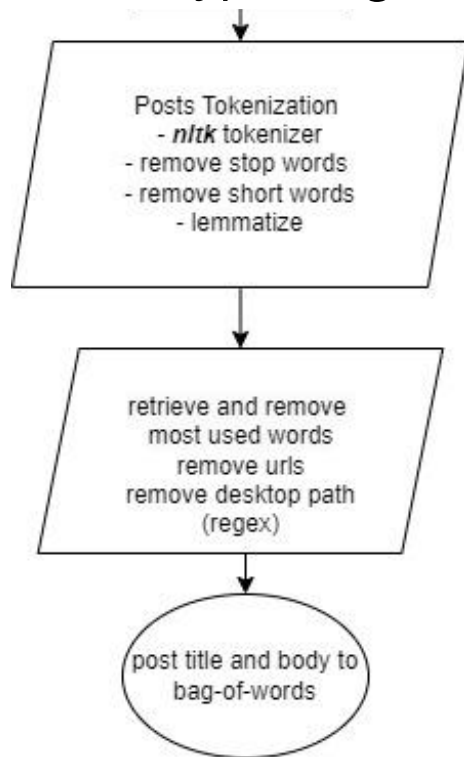 Posts Tokenization
- nltk tokenizer
- remove stop words
- remove short words
- lemmatize
retrieve and remove
most used words
remove urls
remove desktop path
(regex)
post title and body to
bag-of-words